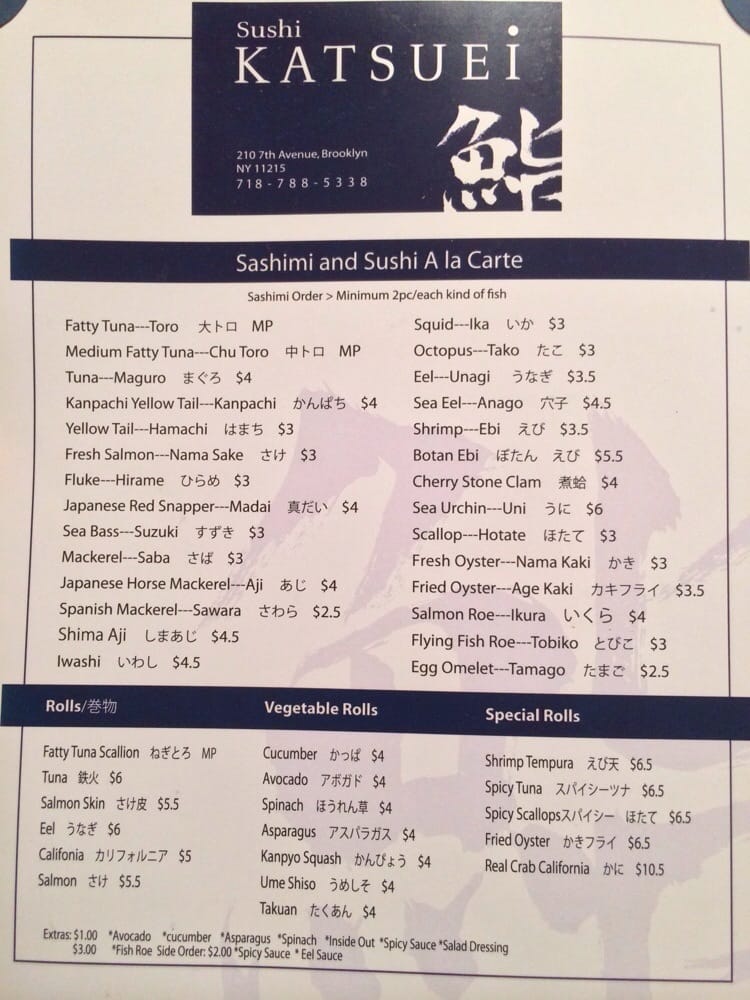 Sushi
KATSUEi
鮨
210 7th Avenue, Brooklyn
NY 11215
718-788-5338
Sashimi and Sushi A la Carte
Sashimi Order > Minimum 2pc/each kind of fish
Fatty Tuna---Toro 大トロ MP
Medium Fatty Tuna---Chu Toro 中トロ MP
Tuna---Maguro まぐろ $4
Kanpachi Yellow Tail---Kanpachi かんぱち $4
Yellow Tail---Hamachi はまち $3
Fresh Salmon---Nama Sake さけ $3
Fluke---Hirame ひらめ $3
Japanese Red Snapper---Madai 真だい $4
Sea Bass---Suzuki すずき $3
Mackerel---Saba さば $3
Japanese Horse Mackerel---Aji あじ $4
Spanish Mackerel---Sawara さわら $2.5
Shima Aji しまあじ $4.5
Iwashi いわし $4.5
Squid---Ika いか $3
Octopus---Tako たこ $3
Eel---Unagi うなぎ $3.5
Sea Eel---Anago 穴子 $4.5
Shrimp---Ebi えび $3.5
Botan Ebi ぼたん えび $5.5
Cherry Stone Clam 煮蛤 $4
Sea Urchin---Uni うに $6
Scallop---Hotate ほたて $3
Fresh Oyster---Nama Kaki かき $3
Fried Oyster---Age Kaki カキフライ $3.5
Salmon Roe---Ikura いくら $4
Flying Fish Roe---Tobiko とびこ $3
Egg Omelet---Tamago たまご $2.5
Rolls/巻物
Fatty Tuna Scallion ねぎとろ MP
Tuna 鉄火 $6
Salmon Skin さけ皮 $5.5
Eel うなぎ $6
Califonia カリフォルニア $5
Salmon さけ $5.5
Vegetable Rolls
Cucumber かっぱ $4
Avocado アボガド $4
Spinach ほうれん草 $4
Asparagus アスパラガス $4
Kanpyo Squash かんぴょう $4
Ume Shiso うめしそ $4
Takuan たくあん $4
Special Rolls
Shrimp Tempura えび天 $6.5
Spicy Tuna スパイシーツナ $6.5
Spicy Scallopsスパイシー ほたて $6.5
Fried Oyster かきフライ $6.5
Real Crab California かに $10.5
Extras: $1.00 *Avocado *cucumber *Asparagus *Spinach *Inside Out *Spicy Sauce *Salad Dressing
$3.00 *Fish Roe Side Order: $2.00 *Spicy Sauce * Eel Sauce